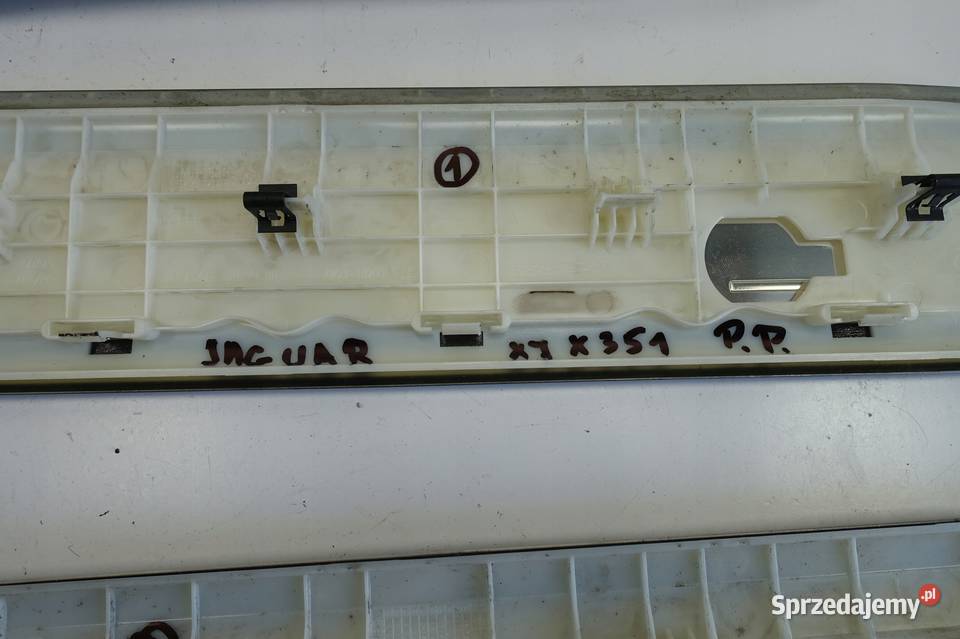 1
JAGUAR XJ X351 P.P.
Sprzedajemy.pl